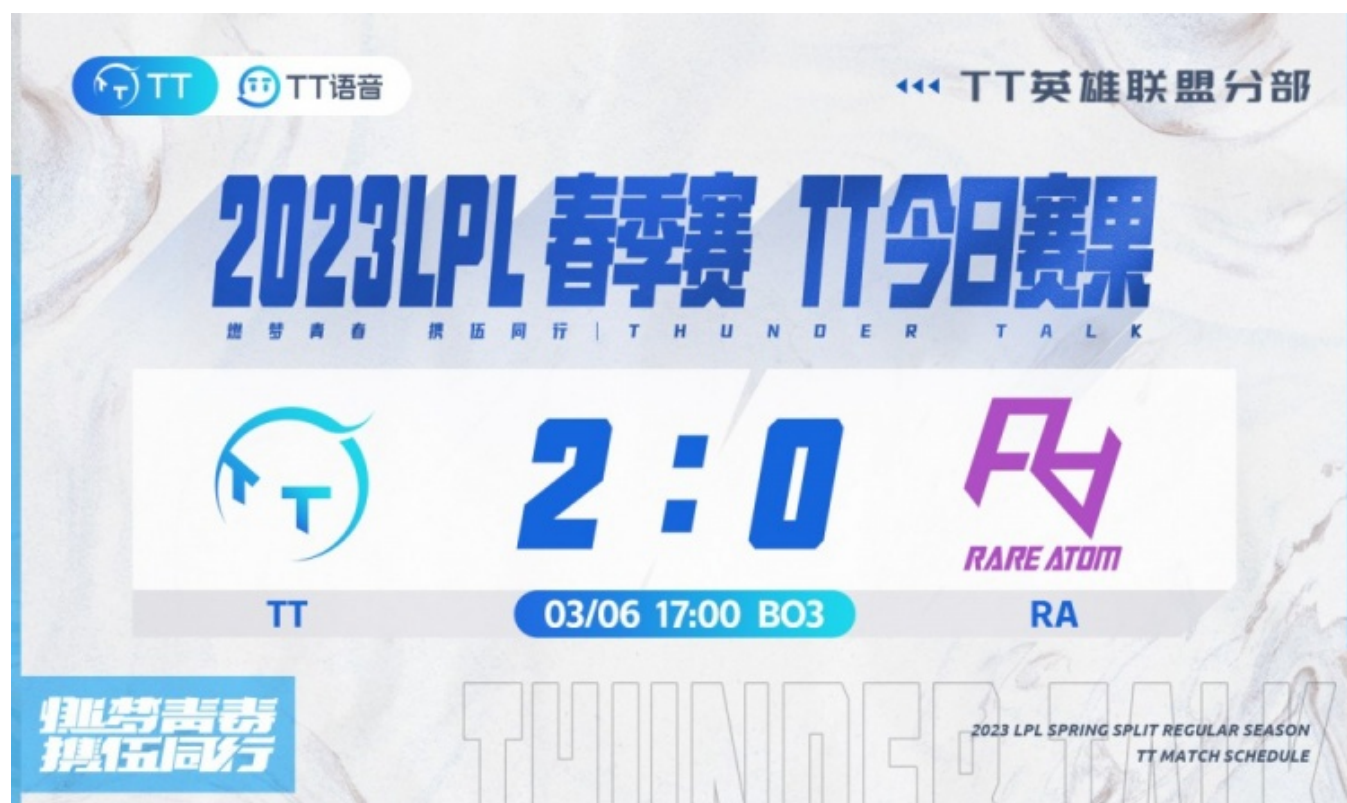 TT TT语音
TT英雄联盟分部
2023LPL 春季赛 TT今日赛果
燃梦青春 携伍同行 | THUNDER TALK
TT
2:0
RARE ATOM
TT 03/06 17:00 BO3 RA
燃梦青春
携伍同行
THUNDER TALK
2023 LPL SPRING SPLIT REGULAR SEASON
TT MATCH SCHEDULE